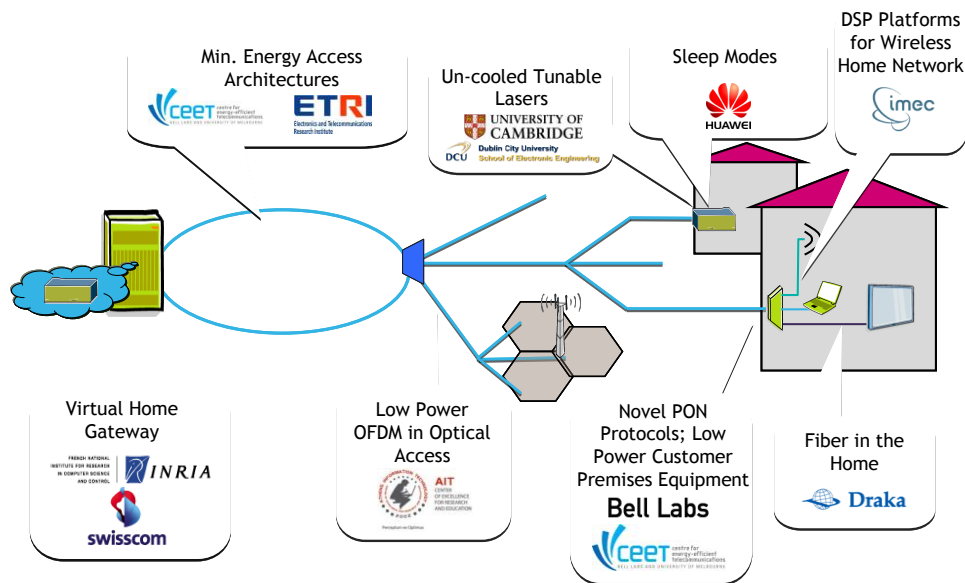 Min. Energy Access
Architectures
ceet
centre for
energy-efficient
telecommunications
BELL LABS AND UNIVERSITY OF MELBOURNE
ETRI
Electronics and Telecommunications
Research Institute
Un-cooled Tunable
Lasers
UNIVERSITY OF
CAMBRIDGE
DCU
Dublin City University
School of Electronic Engineering
Sleep Modes
HUAWEI
DSP Platforms
for Wireless
Home Network
imec
Virtual Home
Gateway
FRENCH NATIONAL
INSTITUTE FOR RESEARCH
IN COMPUTER SCIENCE
AND CONTROL
INRIA
swisscom
Low Power
OFDM in Optical
Access
AIT
CENTER
OF EXCELLENCE
FOR RESEARCH
AND EDUCATION
Novel PON
Protocols; Low
Power Customer
Premises Equipment
Bell Labs
ceet
centre for
energy-efficient
telecommunications
BELL LABS AND UNIVERSITY OF MELBOURNE
Fiber in the
Home
Draka